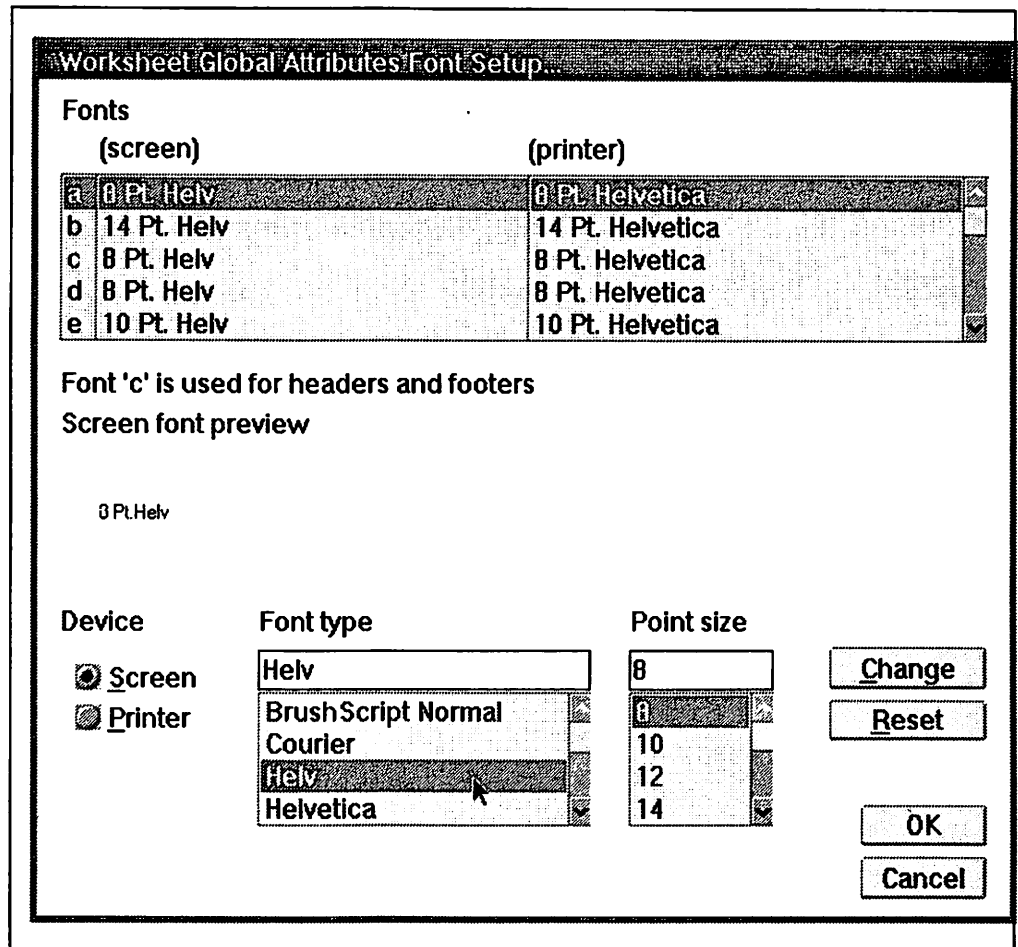 Worksheet Global Attributes Font Setup...
Fonts
(screen) (printer)
a 8 Pt. Helv 8 Pt. Helvetica
b 14 Pt. Helv 14 Pt. Helvetica
c 8 Pt. Helv 8 Pt. Helvetica
d 8 Pt. Helv 8 Pt. Helvetica
e 10 Pt. Helv 10 Pt. Helvetica
Font 'c' is used for headers and footers
Screen font preview
8 Pt.Helv
Device Font type Point size
Screen Helv 8 Change
Printer BrushScript Normal 8 Reset
Courier 10
Helv 12
Helvetica 14
OK
Cancel